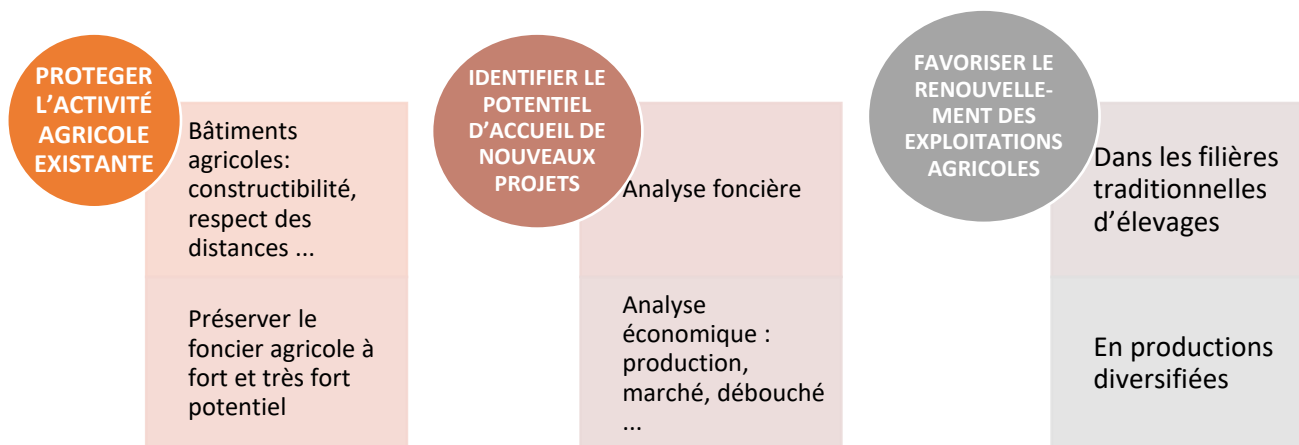 PROTEGER
L'ACTIVITÉ
AGRICOLE
EXISTANTE
Bâtiments
agricoles:
constructibilité,
respect des
distances ...
Préserver le
foncier agricole à
fort et très fort
potentiel
IDENTIFIER LE
POTENTIEL
D'ACCUEIL DE
NOUVEAUX
PROJETS
Analyse foncière
Analyse
économique :
production,
marché, débouché
...
FAVORISER LE
RENOUVELLE-
MENT DES
EXPLOITATIONS
AGRICOLES
Dans les filières
traditionnelles
d'élevages
En productions
diversifiées